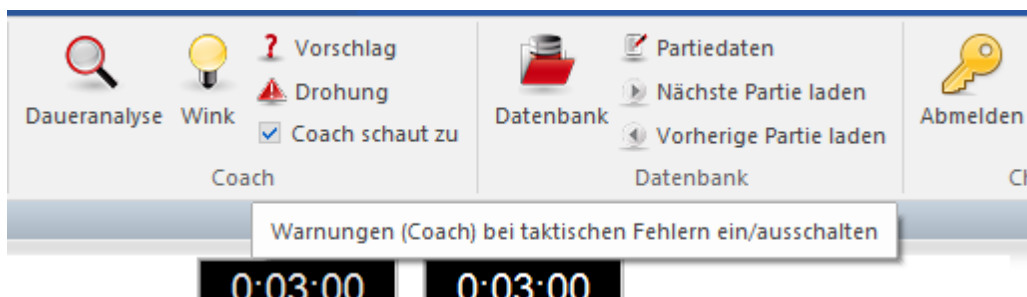 Vorschlag
Drohung
Coach schaut zu
Daueranalyse
Wink
Coach
Partiedaten
Nächste Partie laden
Vorherige Partie laden
Datenbank
Datenbank
Abmelden
Warnungen (Coach) bei taktischen Fehlern ein/ausschalten
0:03:00
0:03:00